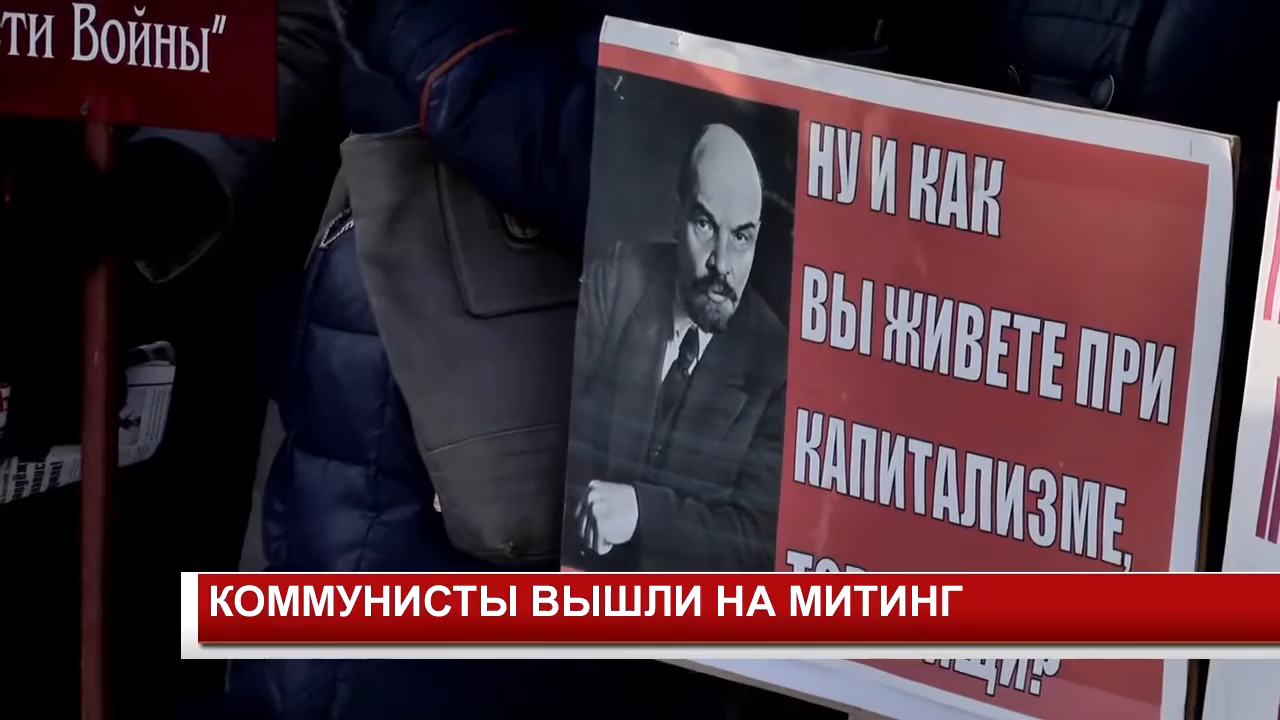 ти Войны"
НУ И КАК
ВЫ ЖИВЕТЕ ПРИ
КАПИТАЛИЗМЕ,
КОММУНИСТЫ ВЫШЛИ НА МИТИНГ